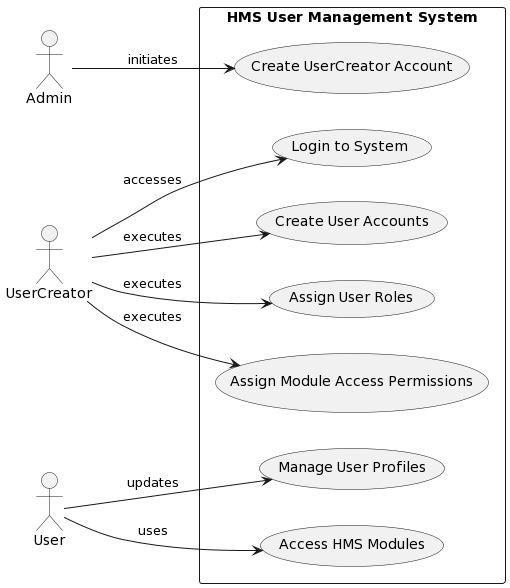 HMS User Management System
initiates
Create UserCreator Account
Admin
Login to System
accesses
Create User Accounts
executes
UserCreator
executes
Assign User Roles
executes
Assign Module Access Permissions
Manage User Profiles
updates
uses
User
Access HMS Modules